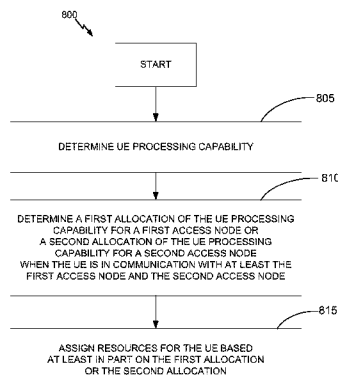 800
START
805
DETERMINE UE PROCESSING CAPABILITY
810
DETERMINE A FIRST ALLOCATION OF THE UE PROCESSING
CAPABILITY FOR A FIRST ACCESS NODE OR
A SECOND ALLOCATION OF THE UE PROCESSING
CAPABILITY FOR A SECOND ACCESS NODE
WHEN THE UE IS IN COMMUNICATION WITH AT LEAST THE
FIRST ACCESS NODE AND THE SECOND ACCESS NODE
815
ASSIGN RESOURCES FOR THE UE BASED
AT LEAST IN PART ON THE FIRST ALLOCATION
OR THE SECOND ALLOCATION